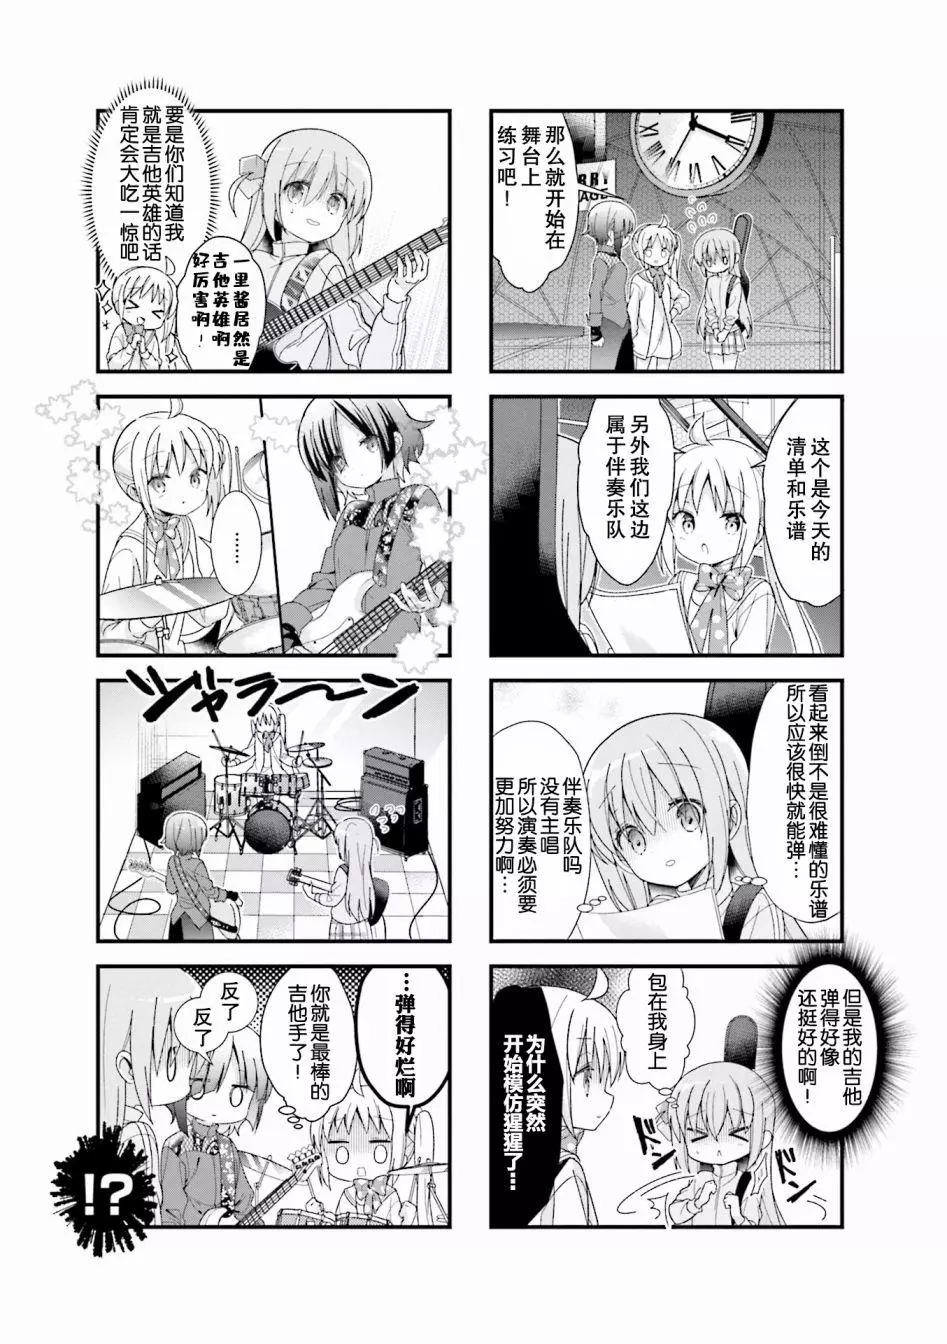 那么就开始在
舞台上
练习吧！
这个是今天的
清单和乐谱
另外我们这边
属于伴奏乐队
看起来倒不是很难懂的乐谱
所以应该很快就能弹…
伴奏乐队吗
没有主唱
所以演奏必须要
更加努力啊…
但是我的吉他
弹得好像
还挺好的啊！
包在我身上
ドンドン
为什么突然
开始模仿猩猩了…
要是你们知道我
就是吉他英雄的话
肯定会大吃一惊吧
一里酱居然是
吉他英雄啊
好厉害啊！
……
ジャラ〜ン
…弹得好烂啊
你就是最棒的
吉他手了！
反了
反了
!?